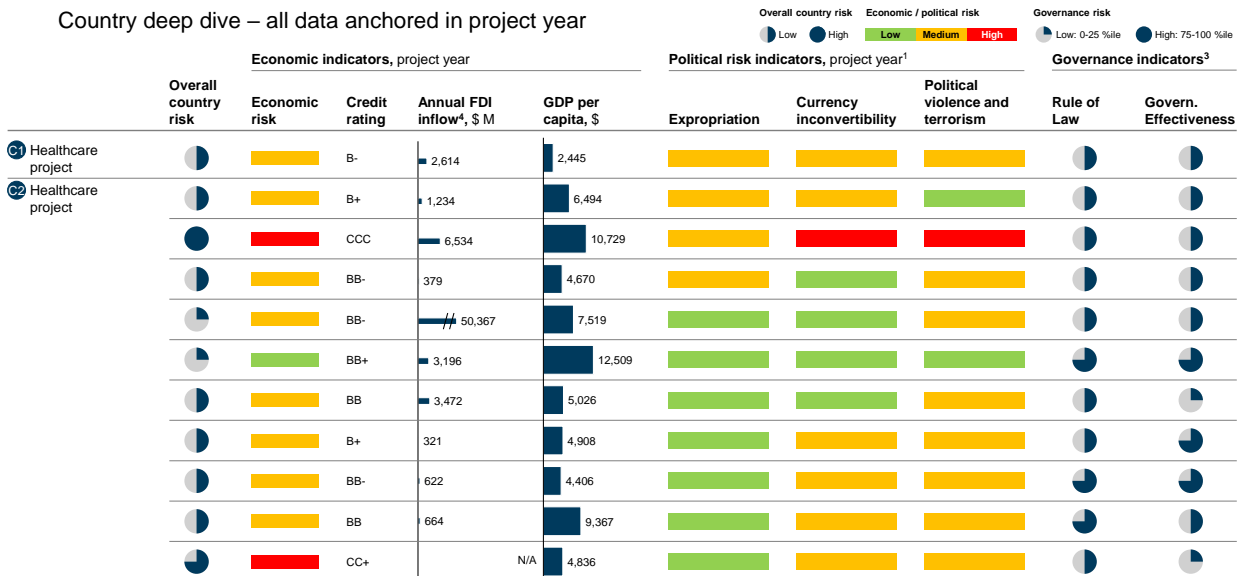 Country deep dive – all data anchored in project year
Overall country risk
Low
High
Economic / political risk
Low
Medium
High
Governance risk
Low: 0-25 %ile
High: 75-100 %ile
Economic indicators, project year
Political risk indicators, project year1
Governance indicators3
Overall
country
risk
Economic
risk
Credit
rating
Annual FDI
inflow4, $ M
GDP per
capita, $
Expropriation
Currency
inconvertibility
Political
violence and
terrorism
Rule of
Law
Govern.
Effectiveness
C1 Healthcare
project
B- 2,614 2,445
C2 Healthcare
project
B+ 1,234 6,494
CCC 6,534 10,729
BB- 379 4,670
BB- 50,367 7,519
BB+ 3,196 12,509
BB 3,472 5,026
B+ 321 4,908
BB- 622 4,406
BB 664 9,367
CC+ N/A 4,836